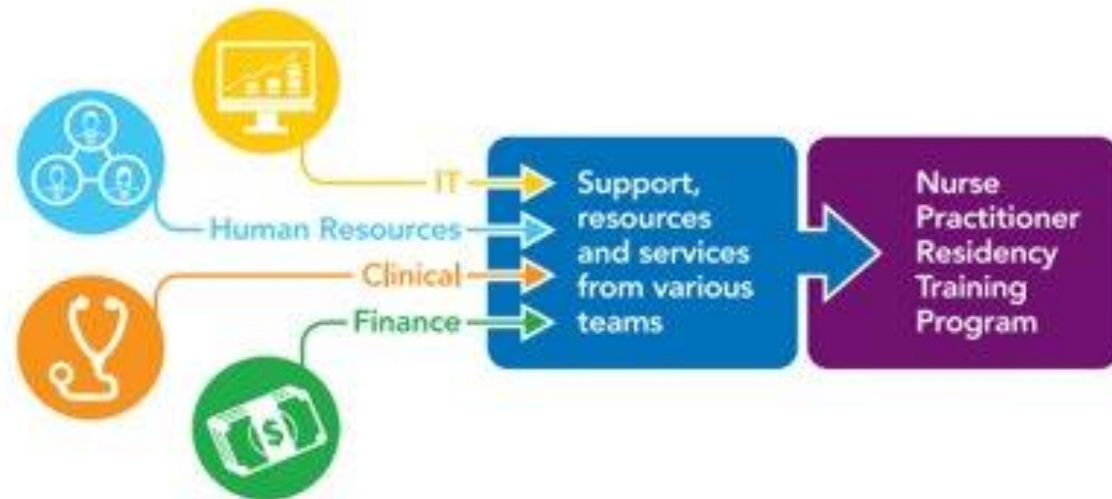 IT
Human Resources
Clinical
Finance
Support,
resources
and services
from various
teams
Nurse
Practitioner
Residency
Training
Program
$